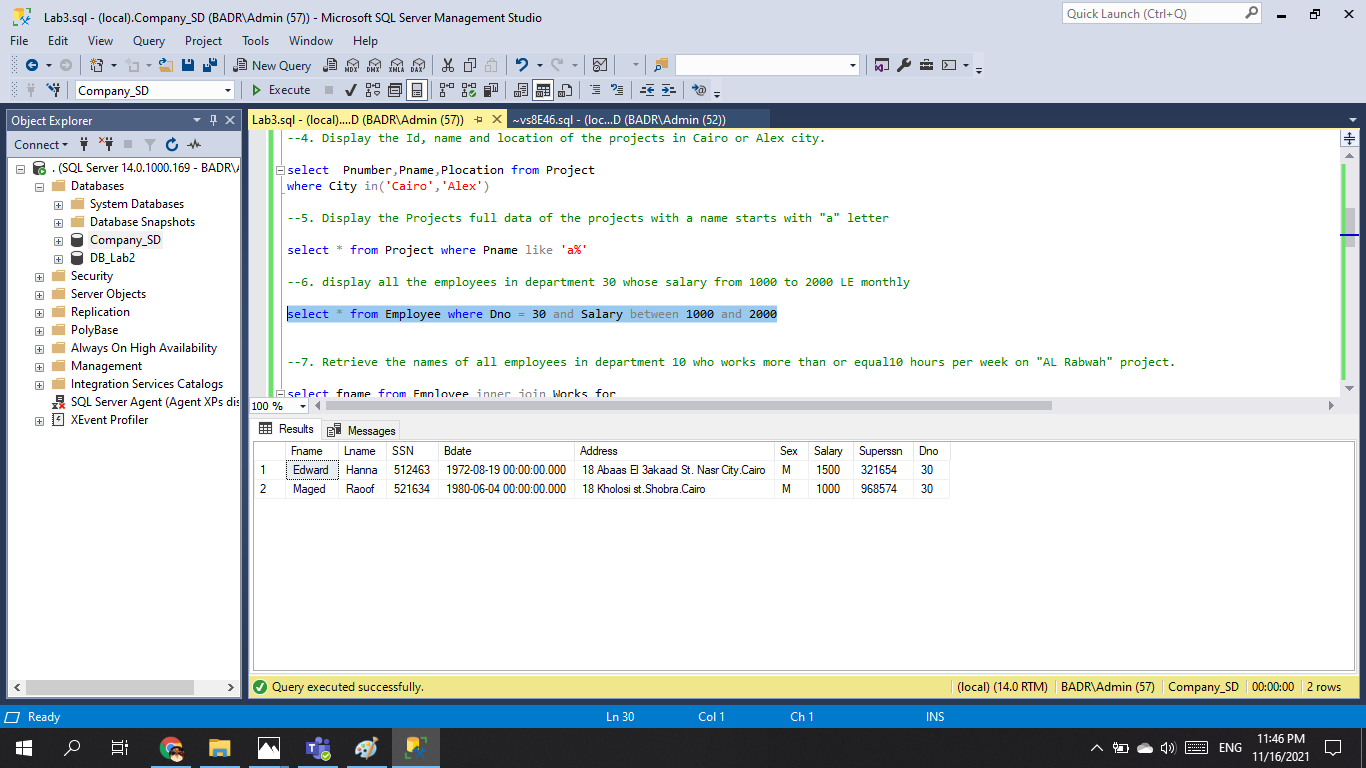 Lab3.sql - (local).Company_SD (BADR\Admin (57)) - Microsoft SQL Server Management Studio
Quick Launch (Ctrl+Q)
File Edit View Query Project Tools Window Help
New Query MDX DMX XMLA DAX
Company_SD Execute
Object Explorer
Connect
. (SQL Server 14.0.1000.169 - BADR\A
Databases
System Databases
Database Snapshots
Company_SD
DB_Lab2
Security
Server Objects
Replication
PolyBase
Always On High Availability
Management
Integration Services Catalogs
SQL Server Agent (Agent XPs dis
XEvent Profiler
Lab3.sql - (local)....D (BADR\Admin (57)) ~vs8E46.sql - (loc...D (BADR\Admin (52))
--4. Display the Id, name and location of the projects in Cairo or Alex city.
select Pnumber,Pname,Plocation from Project
where City in('Cairo','Alex')
--5. Display the Projects full data of the projects with a name starts with "a" letter
select * from Project where Pname like 'a%'
--6. display all the employees in department 30 whose salary from 1000 to 2000 LE monthly
select * from Employee where Dno = 30 and Salary between 1000 and 2000
--7. Retrieve the names of all employees in department 10 who works more than or equal10 hours per week on "AL Rabwah" project.
select fname from Employee inner join Works_for
100 %
Results Messages
Fname Lname SSN Bdate Address Sex Salary Superssn Dno
1 Edward Hanna 512463 1972-08-19 00:00:00.000 18 Abaas El 3akaad St. Nasr City.Cairo M 1500 321654 30
2 Maged Raoof 521634 1980-06-04 00:00:00.000 18 Kholosi st.Shobra.Cairo M 1000 968574 30
Query executed successfully. (local) (14.0 RTM) BADR\Admin (57) Company_SD 00:00:00 2 rows
Ready Ln 30 Col 1 Ch 1 INS
ENG
11:46 PM
11/16/2021